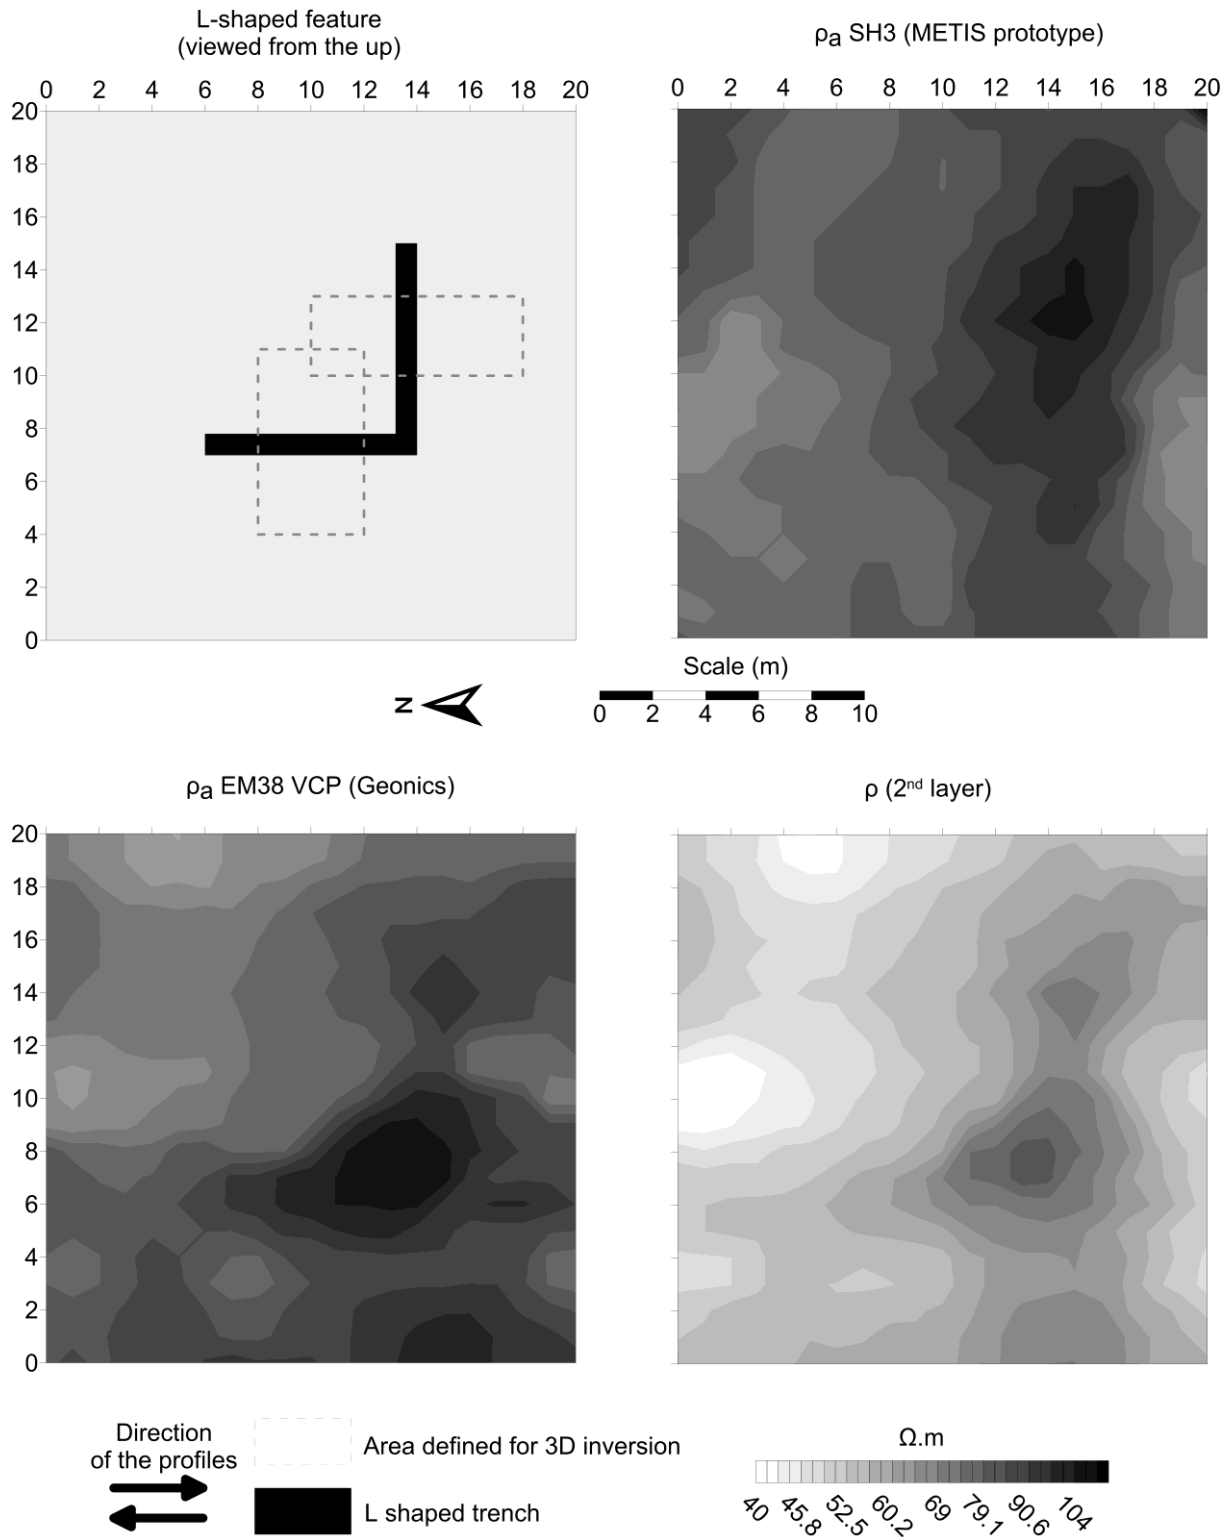 L-shaped feature
(viewed from the up)
ρa SH3 (METIS prototype)
0 2 4 6 8 10 12 14 16 18 20
0 2 4 6 8 10 12 14 16 18 20
20
18
16
14
12
10
8
6
4
2
0
Scale (m)
N
0 2 4 6 8 10
ρa EM38 VCP (Geonics)
ρ (2nd layer)
20
18
16
14
12
10
8
6
4
2
0
Direction
of the profiles
Area defined for 3D inversion
L shaped trench
Ω.m
40 45.8 52.5 60.2 69 79.1 90.6 104